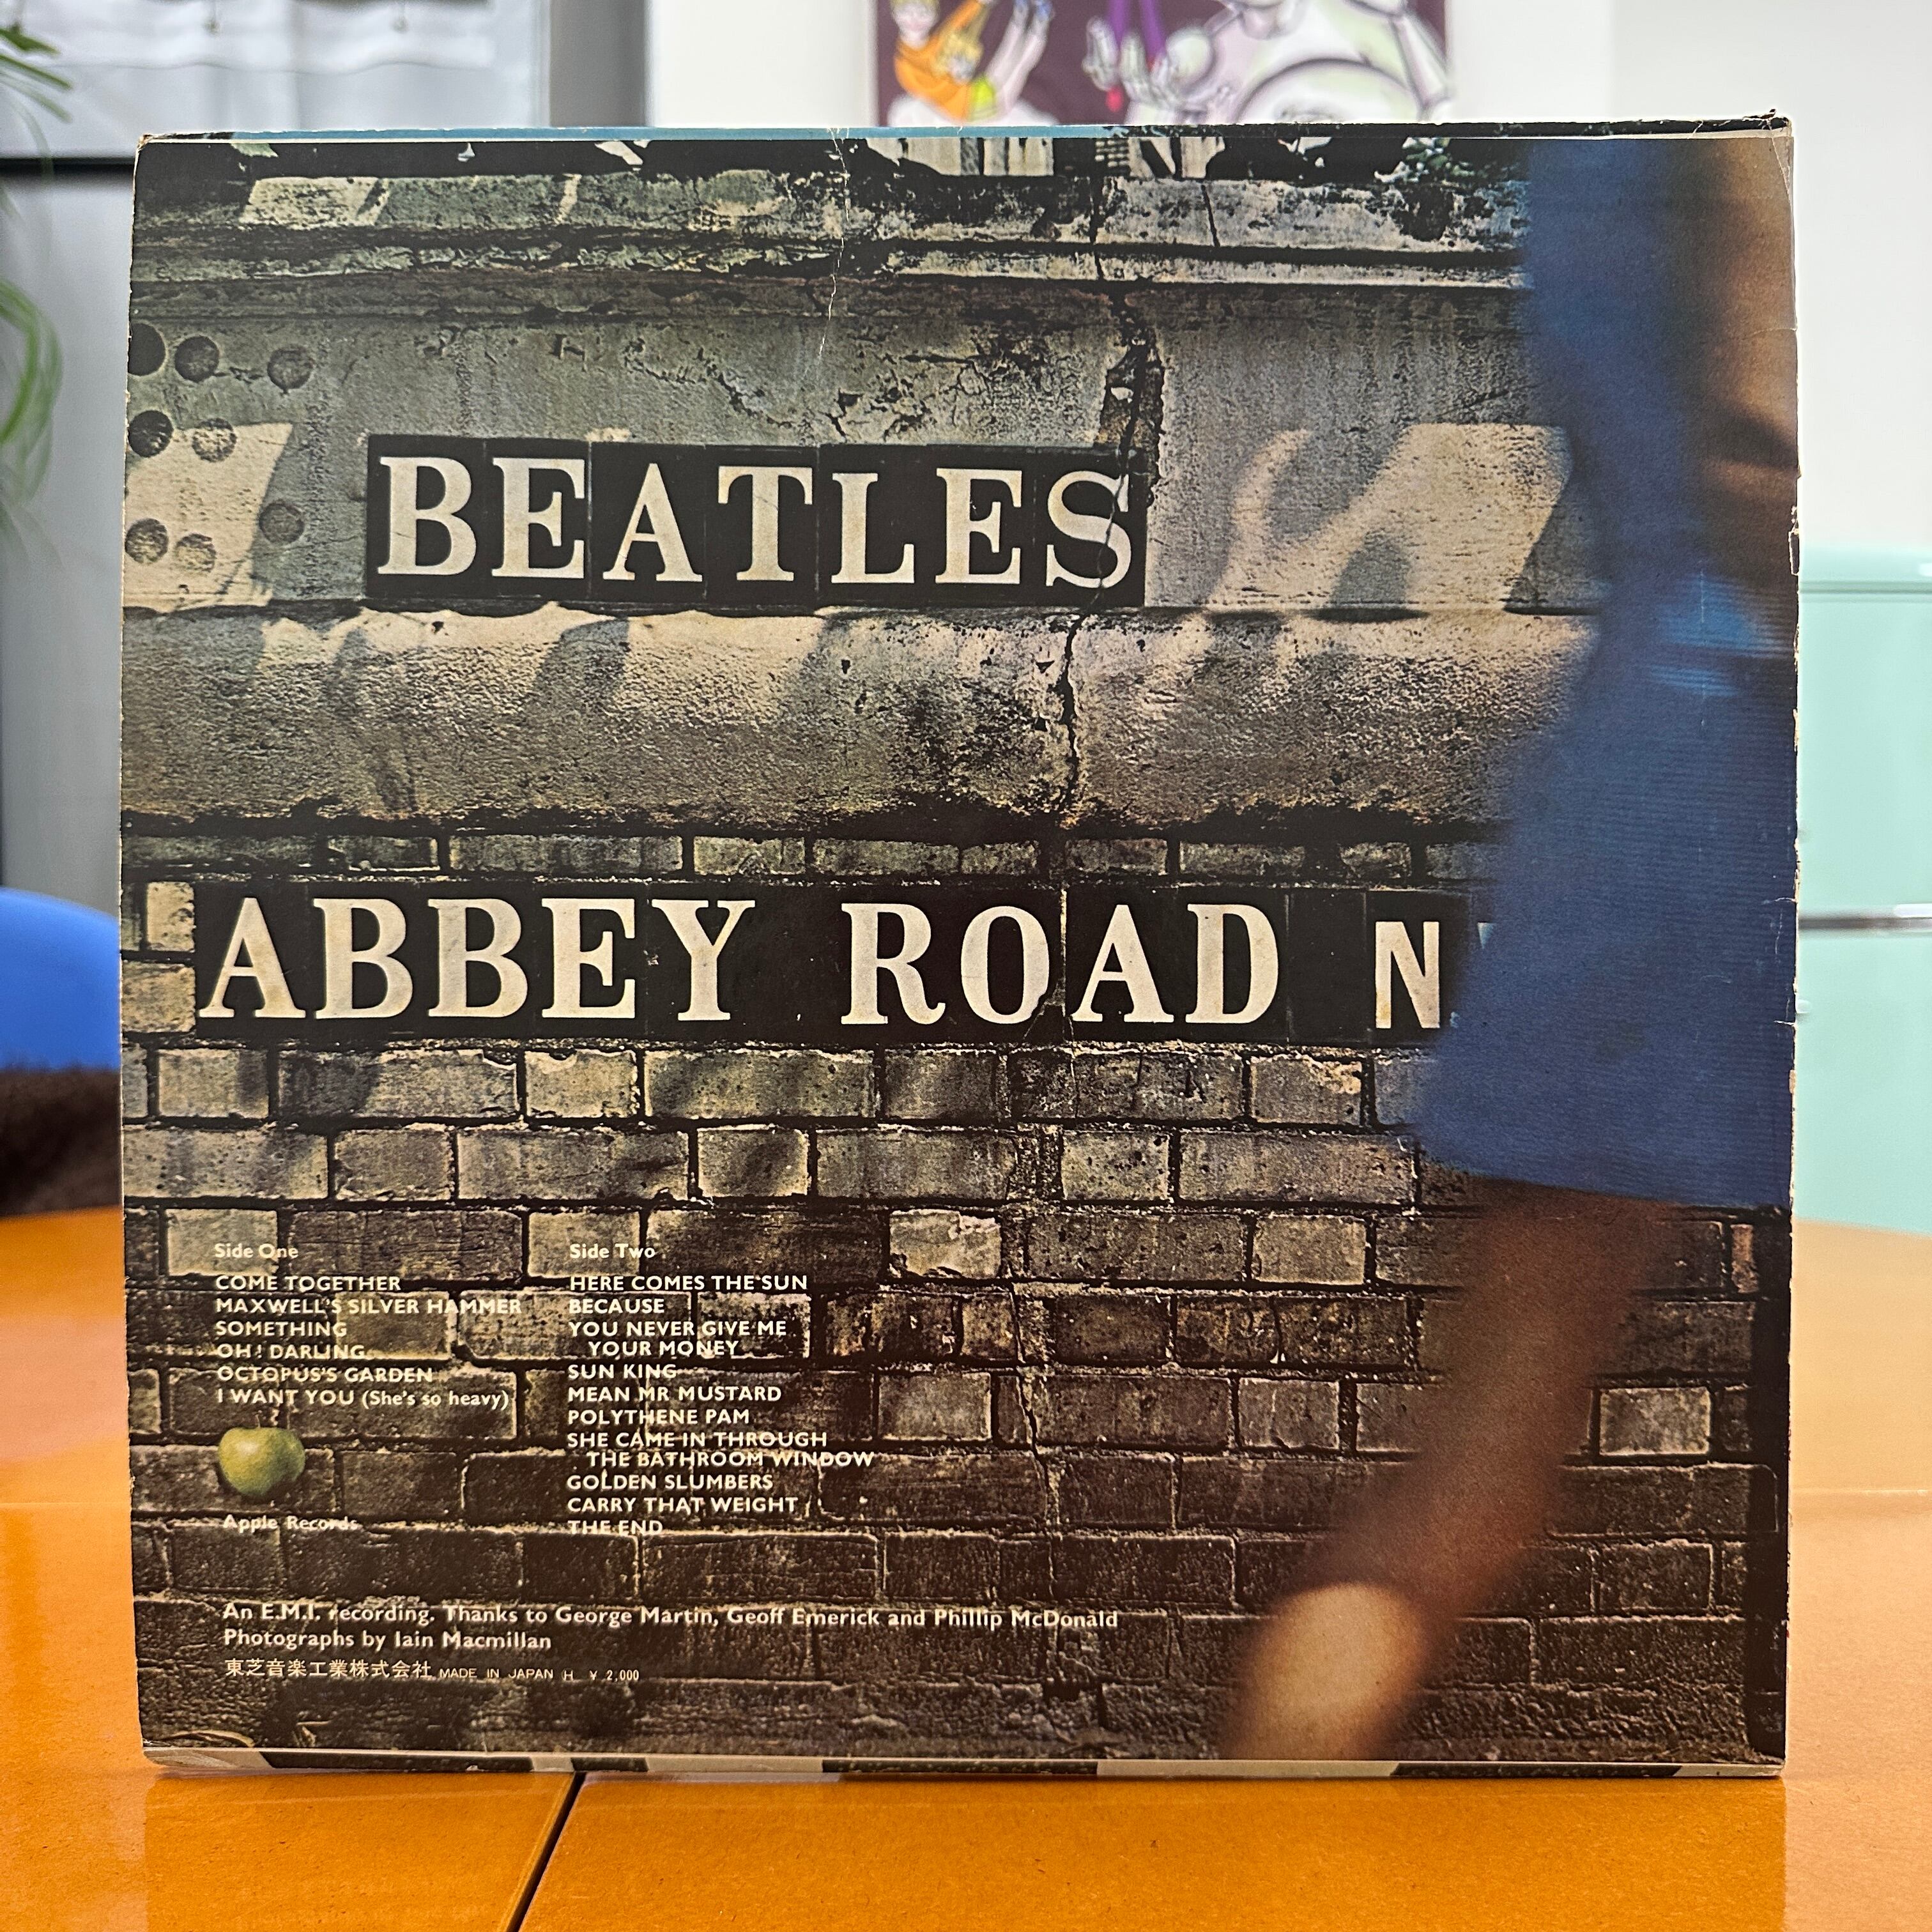 BEATLES
ABBEY ROAD N
Side One
COME TOGETHER
MAXWELL'S SILVER HAMMER
SOMETHING
OH! DARLING
OCTOPUS'S GARDEN
I WANT YOU (She's so heavy)
Apple Records
Side Two
HERE COMES THE SUN
BECAUSE
YOU NEVER GIVE ME
YOUR MONEY
SUN KING
MEAN MR MUSTARD
POLYTHENE PAM
SHE CAME IN THROUGH
THE BATHROOM WINDOW
GOLDEN SLUMBERS
CARRY THAT WEIGHT
THE END
An E.M.I. recording. Thanks to George Martin, Geoff Emerick and Phillip McDonald
Photographs by Iain Macmillan
東芝音楽工業株式会社 MADE IN JAPAN H ¥ 2,000